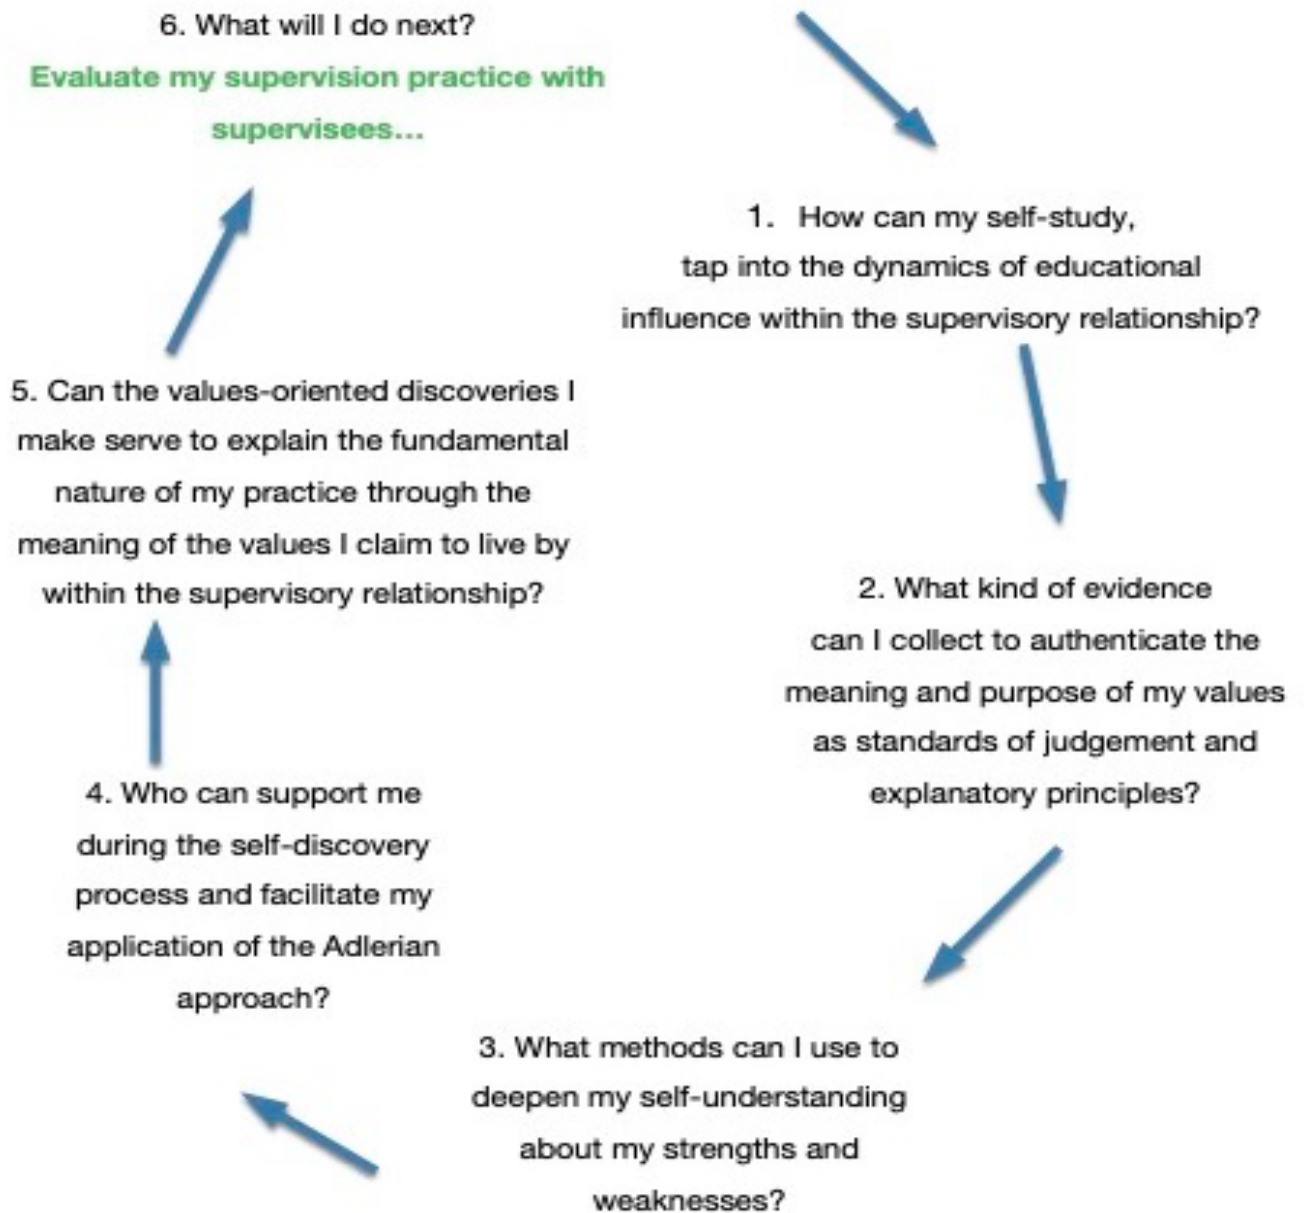 6. What will I do next?
Evaluate my supervision practice with
supervisees...
1. How can my self-study,
tap into the dynamics of educational
influence within the supervisory relationship?
2. What kind of evidence
can I collect to authenticate the
meaning and purpose of my values
as standards of judgement and
explanatory principles?
3. What methods can I use to
deepen my self-understanding
about my strengths and
weaknesses?
4. Who can support me
during the self-discovery
process and facilitate my
application of the Adlerian
approach?
5. Can the values-oriented discoveries I
make serve to explain the fundamental
nature of my practice through the
meaning of the values I claim to live by
within the supervisory relationship?